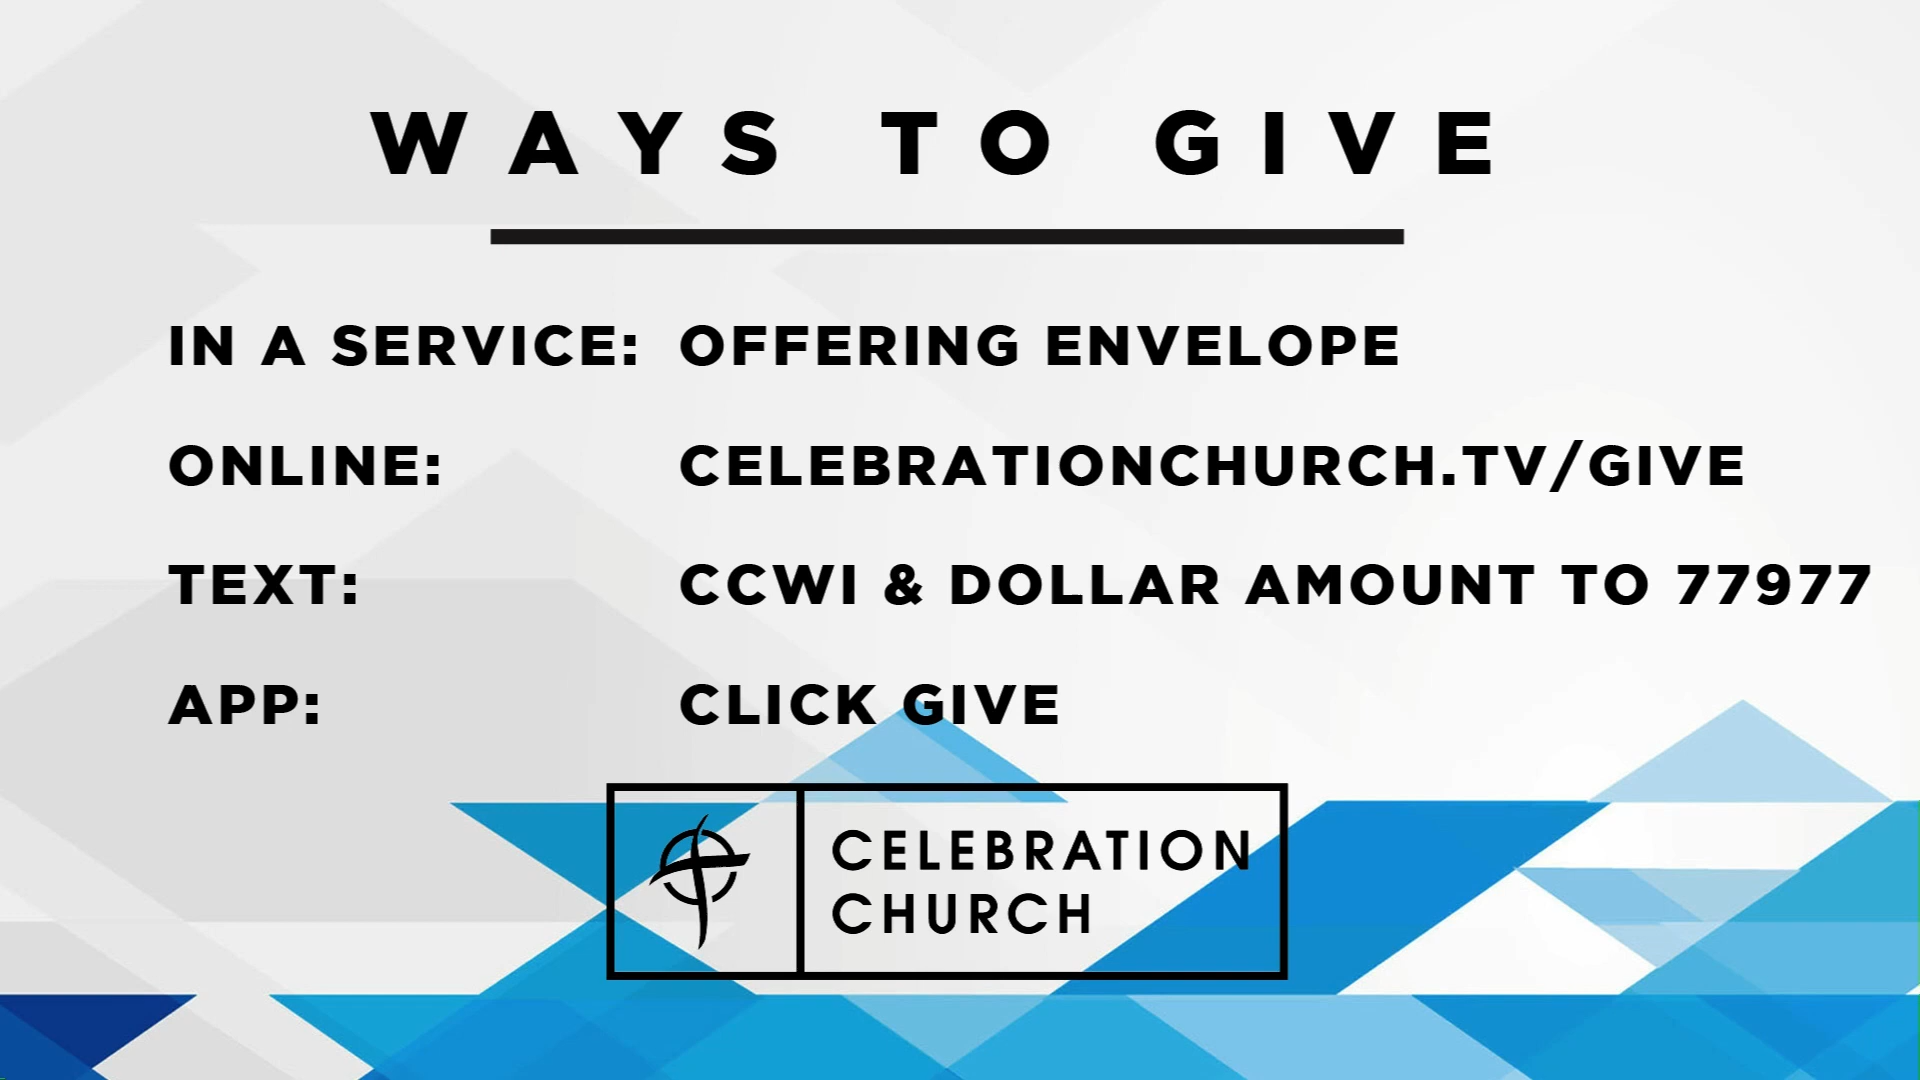 WAYS TO GIVE
IN A SERVICE: OFFERING ENVELOPE
ONLINE: CELEBRATIONCHURCH.TV/GIVE
TEXT: CCWI & DOLLAR AMOUNT TO 77977
APP: CLICK GIVE
CELEBRATION
CHURCH